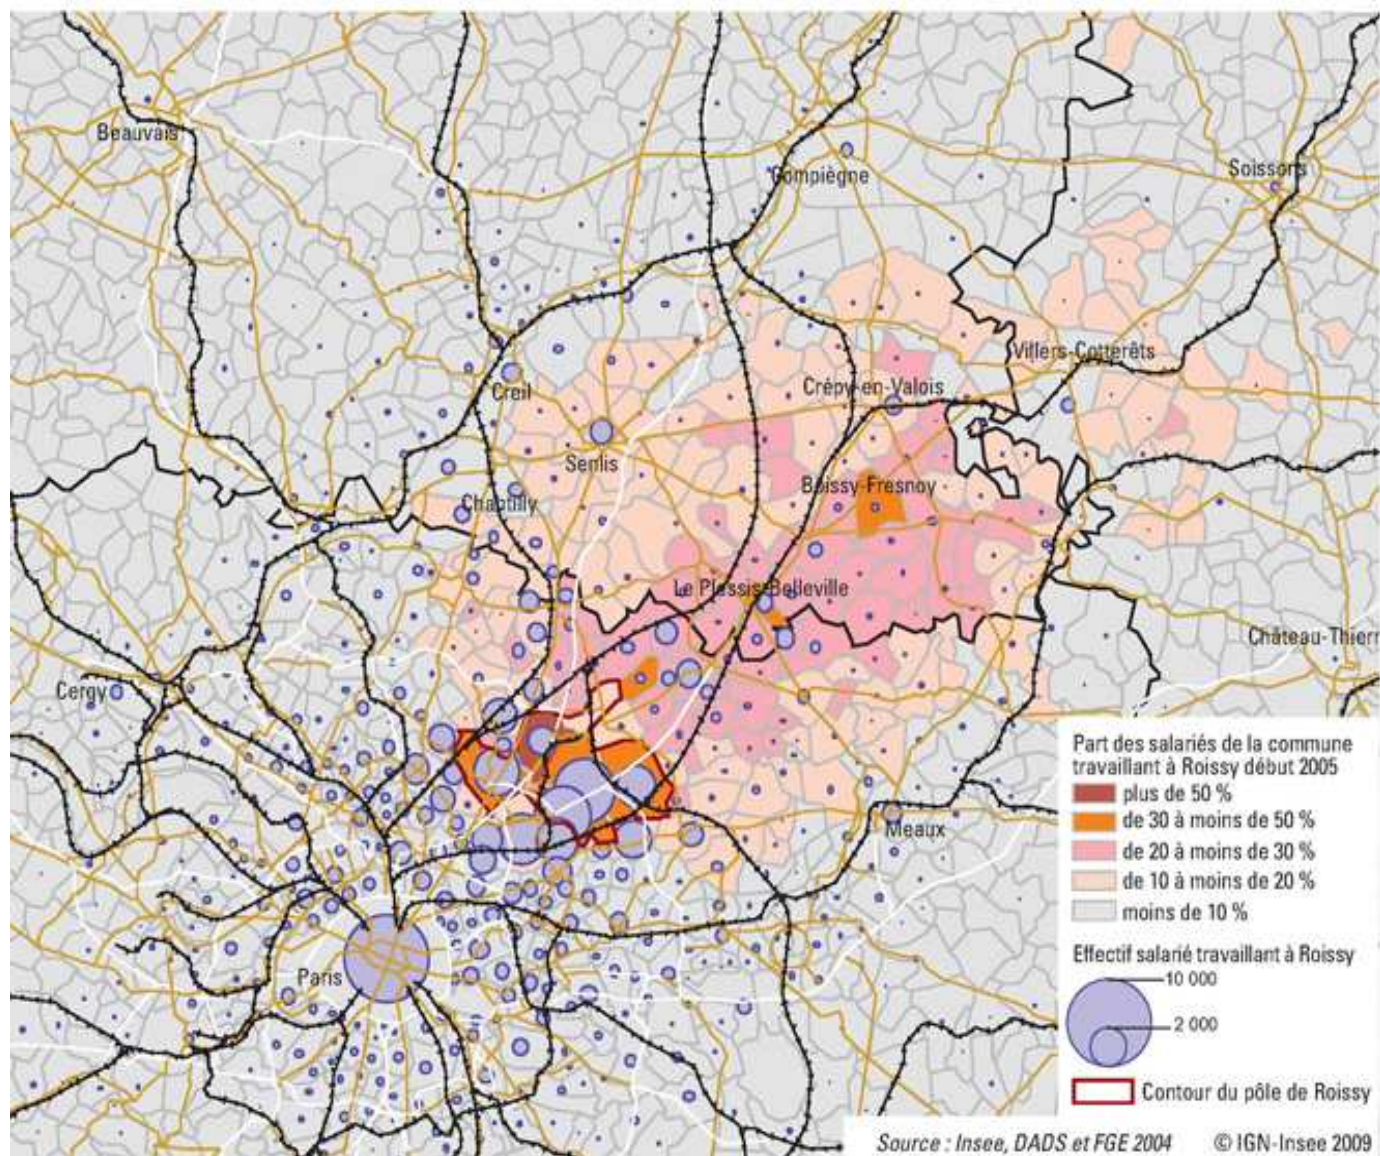 Beauvais
Compiègne
Soissons
Villers-Cotterêts
Crépy-en-Valois
Creil
Senlis
Boissy-Fresnoy
Chantilly
Le Plessis-Belleville
Château-Thierr
Cergy
Meaux
Paris
Part des salariés de la commune
travaillant à Roissy début 2005
plus de 50 %
de 30 à moins de 50 %
de 20 à moins de 30 %
de 10 à moins de 20 %
moins de 10 %
Effectif salarié travaillant à Roissy
10 000
2 000
Contour du pôle de Roissy
Source : Insee, DADS et FGE 2004 © IGN-Insee 2009